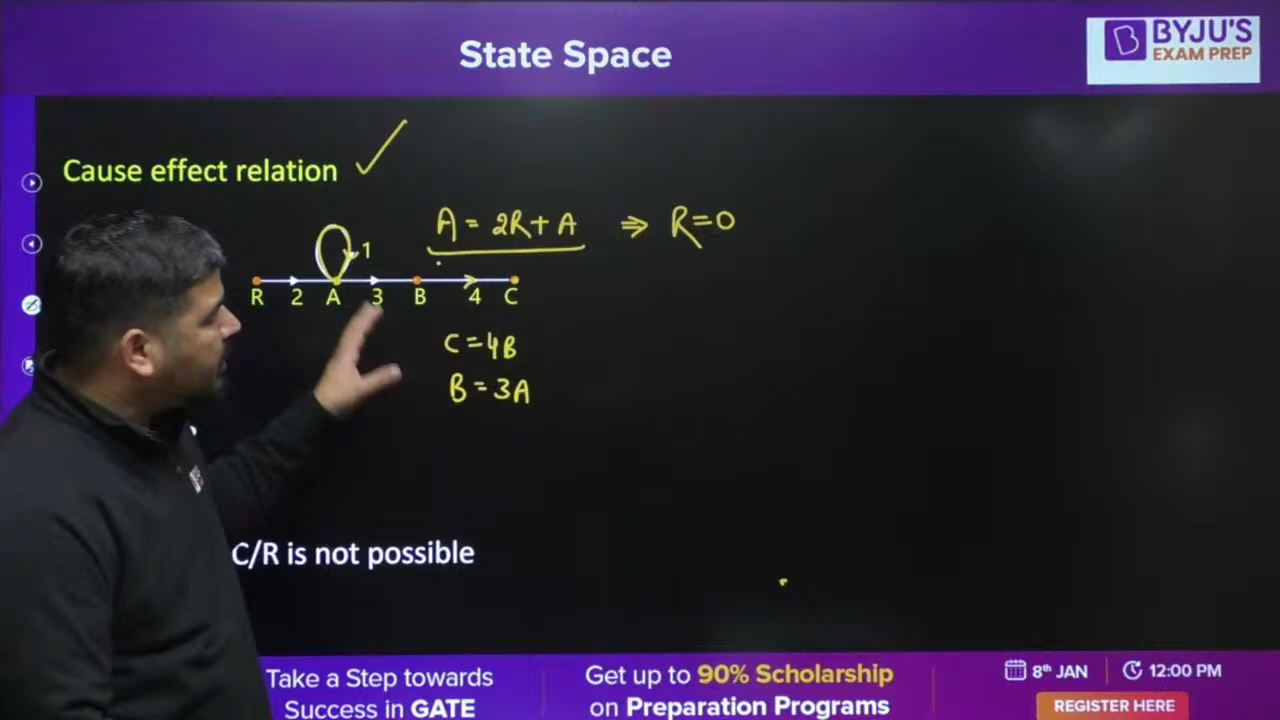 State Space
BYJU'S
EXAM PREP
Cause effect relation
A = 2R + A ⇒ R = 0
1
R 2 A 3 B 4 C
C = 4B
B = 3A
C/R is not possible
Take a Step towards
Success in GATE
Get up to 90% Scholarship
on Preparation Programs
8th JAN
12:00 PM
REGISTER HERE